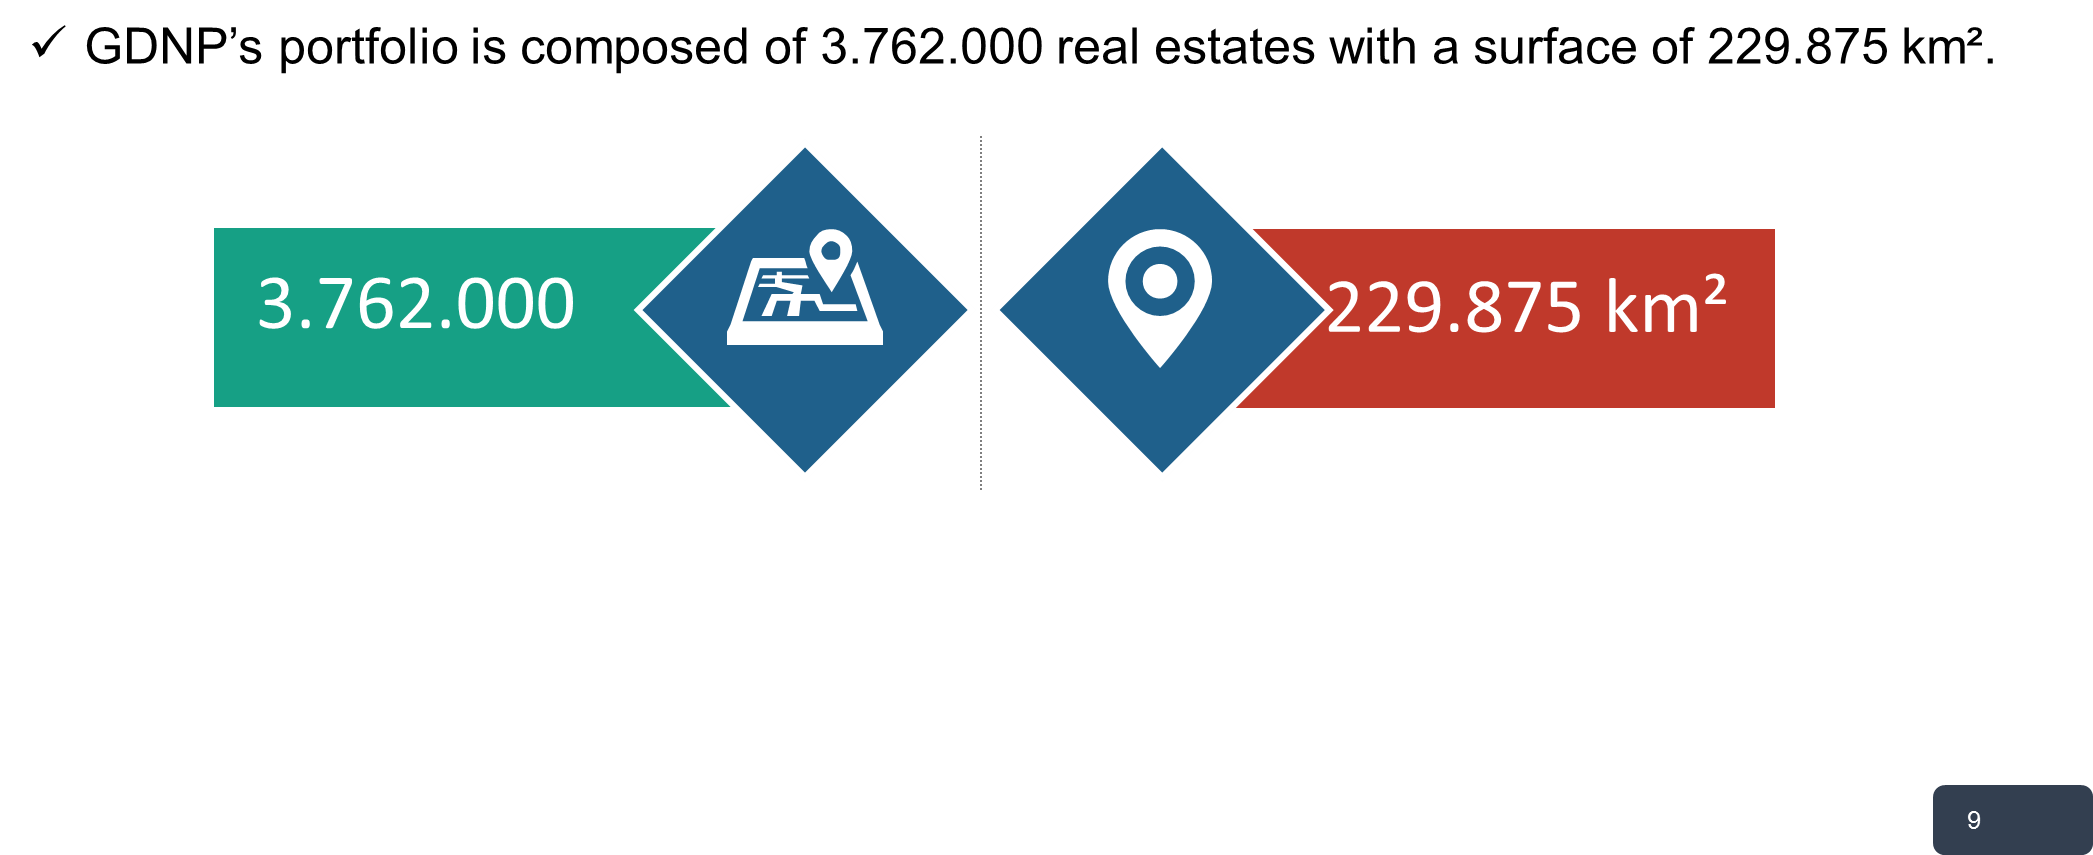 ✓ GDNP’s portfolio is composed of 3.762.000 real estates with a surface of 229.875 km².
3.762.000
229.875 km²
9